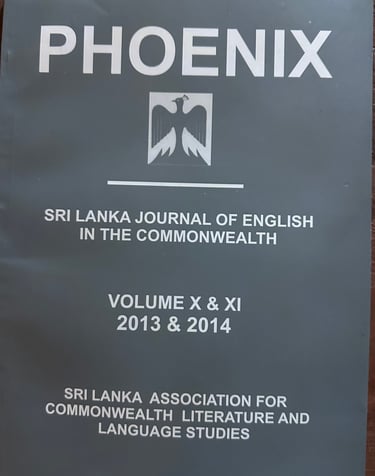 PHOENIX
SRI LANKA JOURNAL OF ENGLISH
IN THE COMMONWEALTH
VOLUME X & XI
2013 & 2014
SRI LANKA ASSOCIATION FOR
COMMONWEALTH LITERATURE AND
LANGUAGE STUDIES